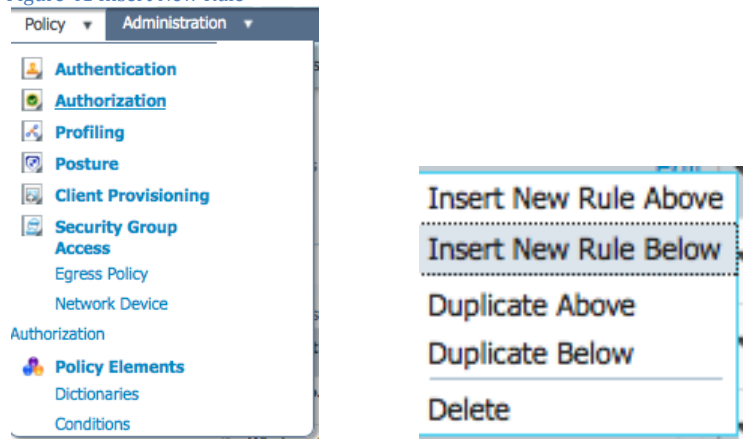 Policy ▼ Administration ▼
Authentication
Authorization
Profiling
Posture
Client Provisioning
Security Group
Access
Egress Policy
Network Device
Authorization
Policy Elements
Dictionaries
Conditions
Insert New Rule Above
Insert New Rule Below
Duplicate Above
Duplicate Below
Delete